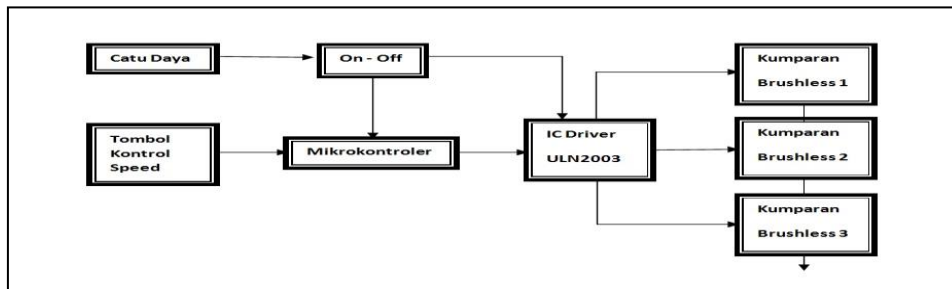 Catu Daya
On - Off
Kumparan
Brushless 1
Tombol
Kontrol
Speed
Mikrokontroler
IC Driver
ULN2003
Kumparan
Brushless 2
Kumparan
Brushless 3